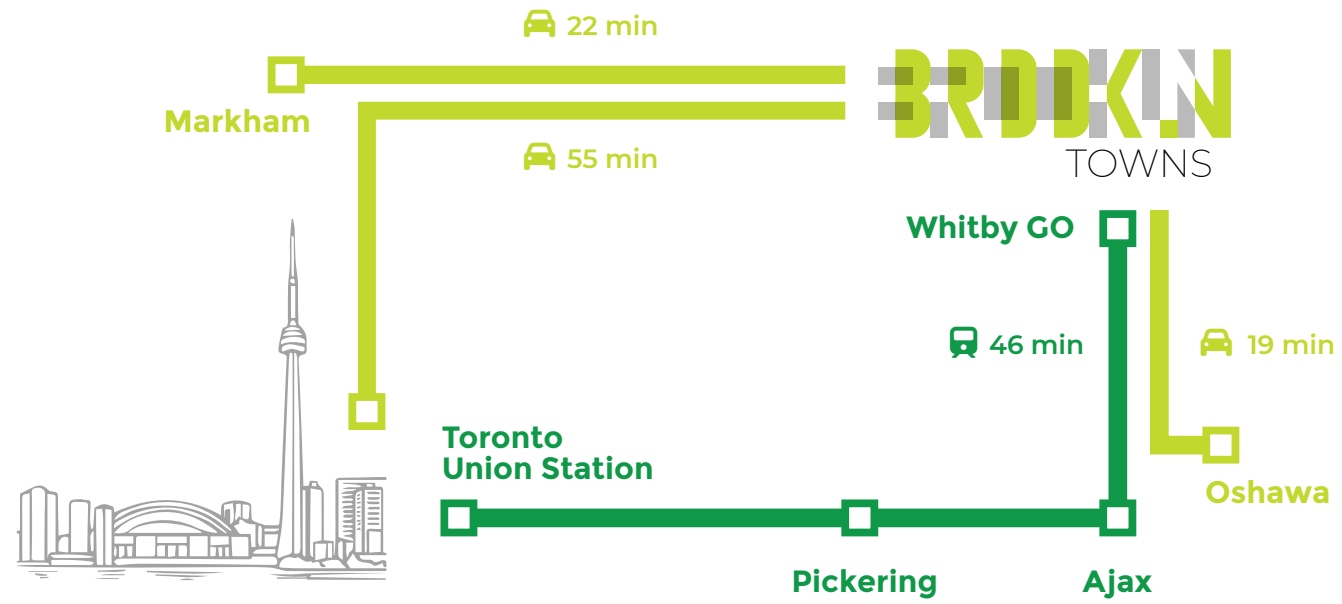 22 min
BROOKLIN
TOWNS
Markham
55 min
Whitby GO
46 min
19 min
Toronto
Union Station
Oshawa
Pickering
Ajax